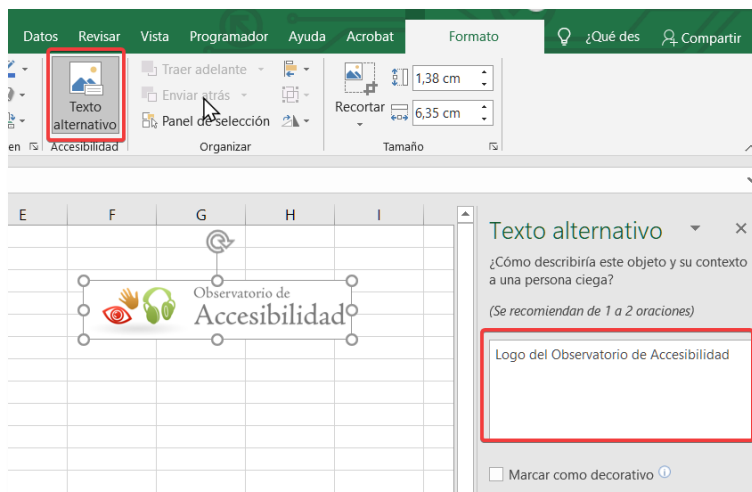 Datos Revisar Vista Programador Ayuda Acrobat Formato ¿Qué des Compartir
Texto
alternativo
Traer adelante
Enviar atrás
Panel de selección
Recortar
1,38 cm
6,35 cm
en Accesibilidad Organizar Tamaño
E F G H I
Observatorio de
Accesibilidad
Texto alternativo
¿Cómo describiría este objeto y su contexto
a una persona ciega?
(Se recomiendan de 1 a 2 oraciones)
Logo del Observatorio de Accesibilidad
Marcar como decorativo